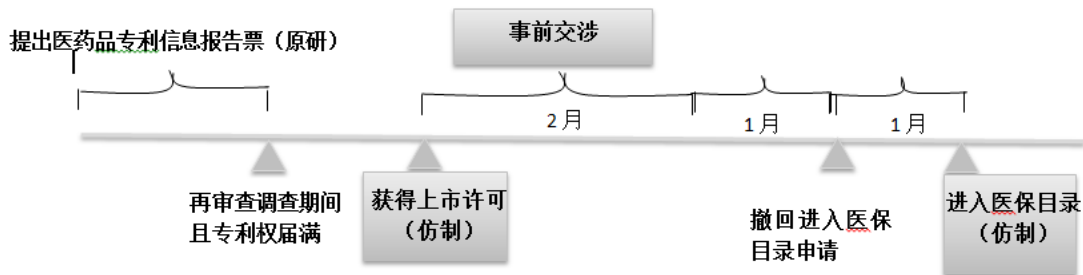 提出医药品专利信息报告票（原研）
事前交涉
2月
1月
1月
再审查调查期间
且专利权届满
获得上市许可
（仿制）
撤回进入医保
目录申请
进入医保目录
（仿制）